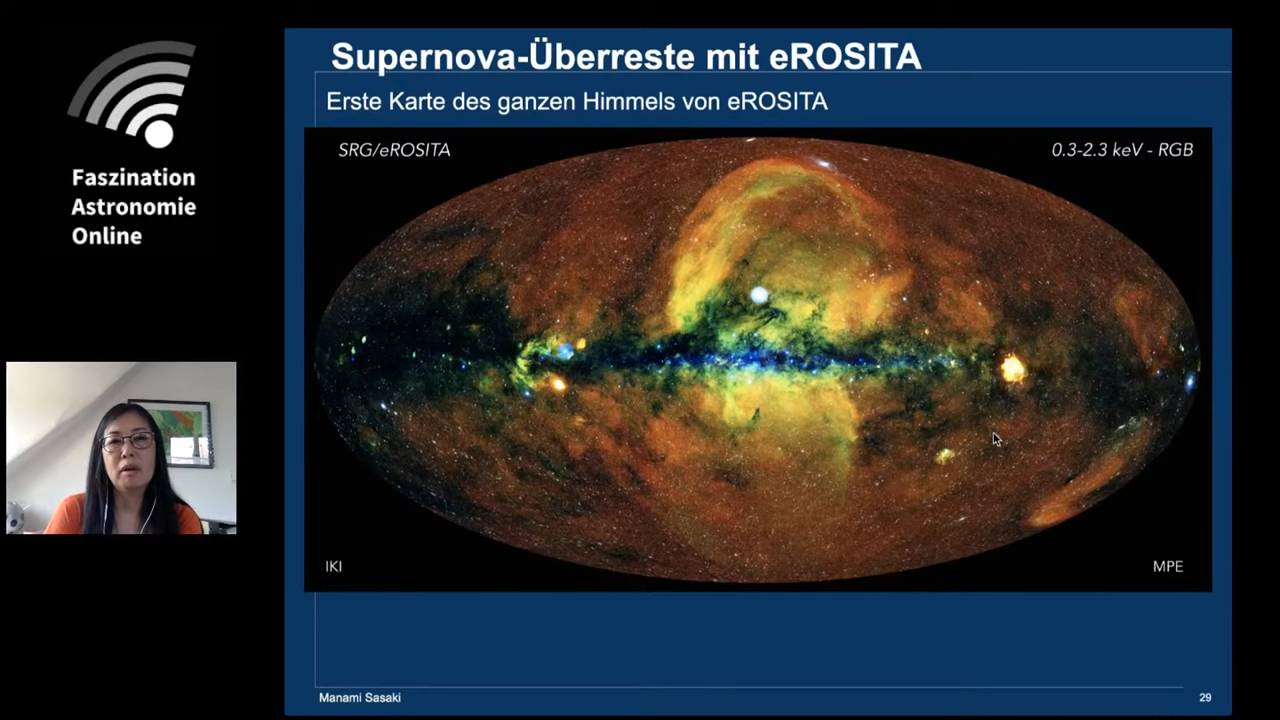 Faszination
Astronomie
Online
Supernova-Überreste mit eROSITA
Erste Karte des ganzen Himmels von eROSITA
SRG/eROSITA
0.3-2.3 keV - RGB
IKI
MPE
Manami Sasaki
29